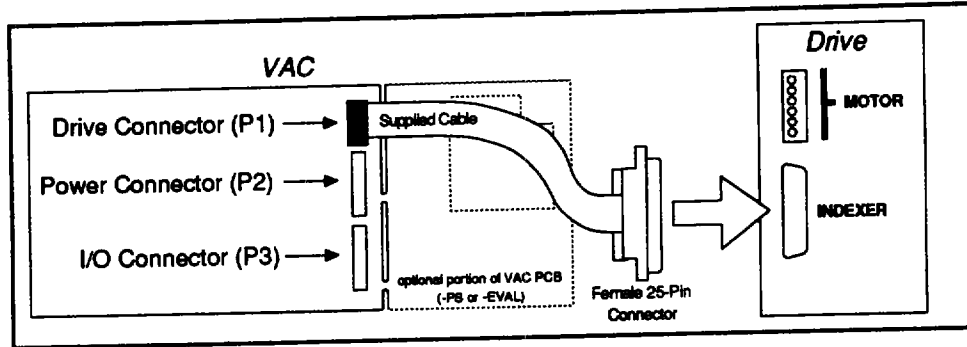 VAC
Drive Connector (P1)
Power Connector (P2)
I/O Connector (P3)
Supplied Cable
optional portion of VAC PCB
(-PS or -EVAL)
Female 25-Pin
Connector
Drive
MOTOR
INDEXER